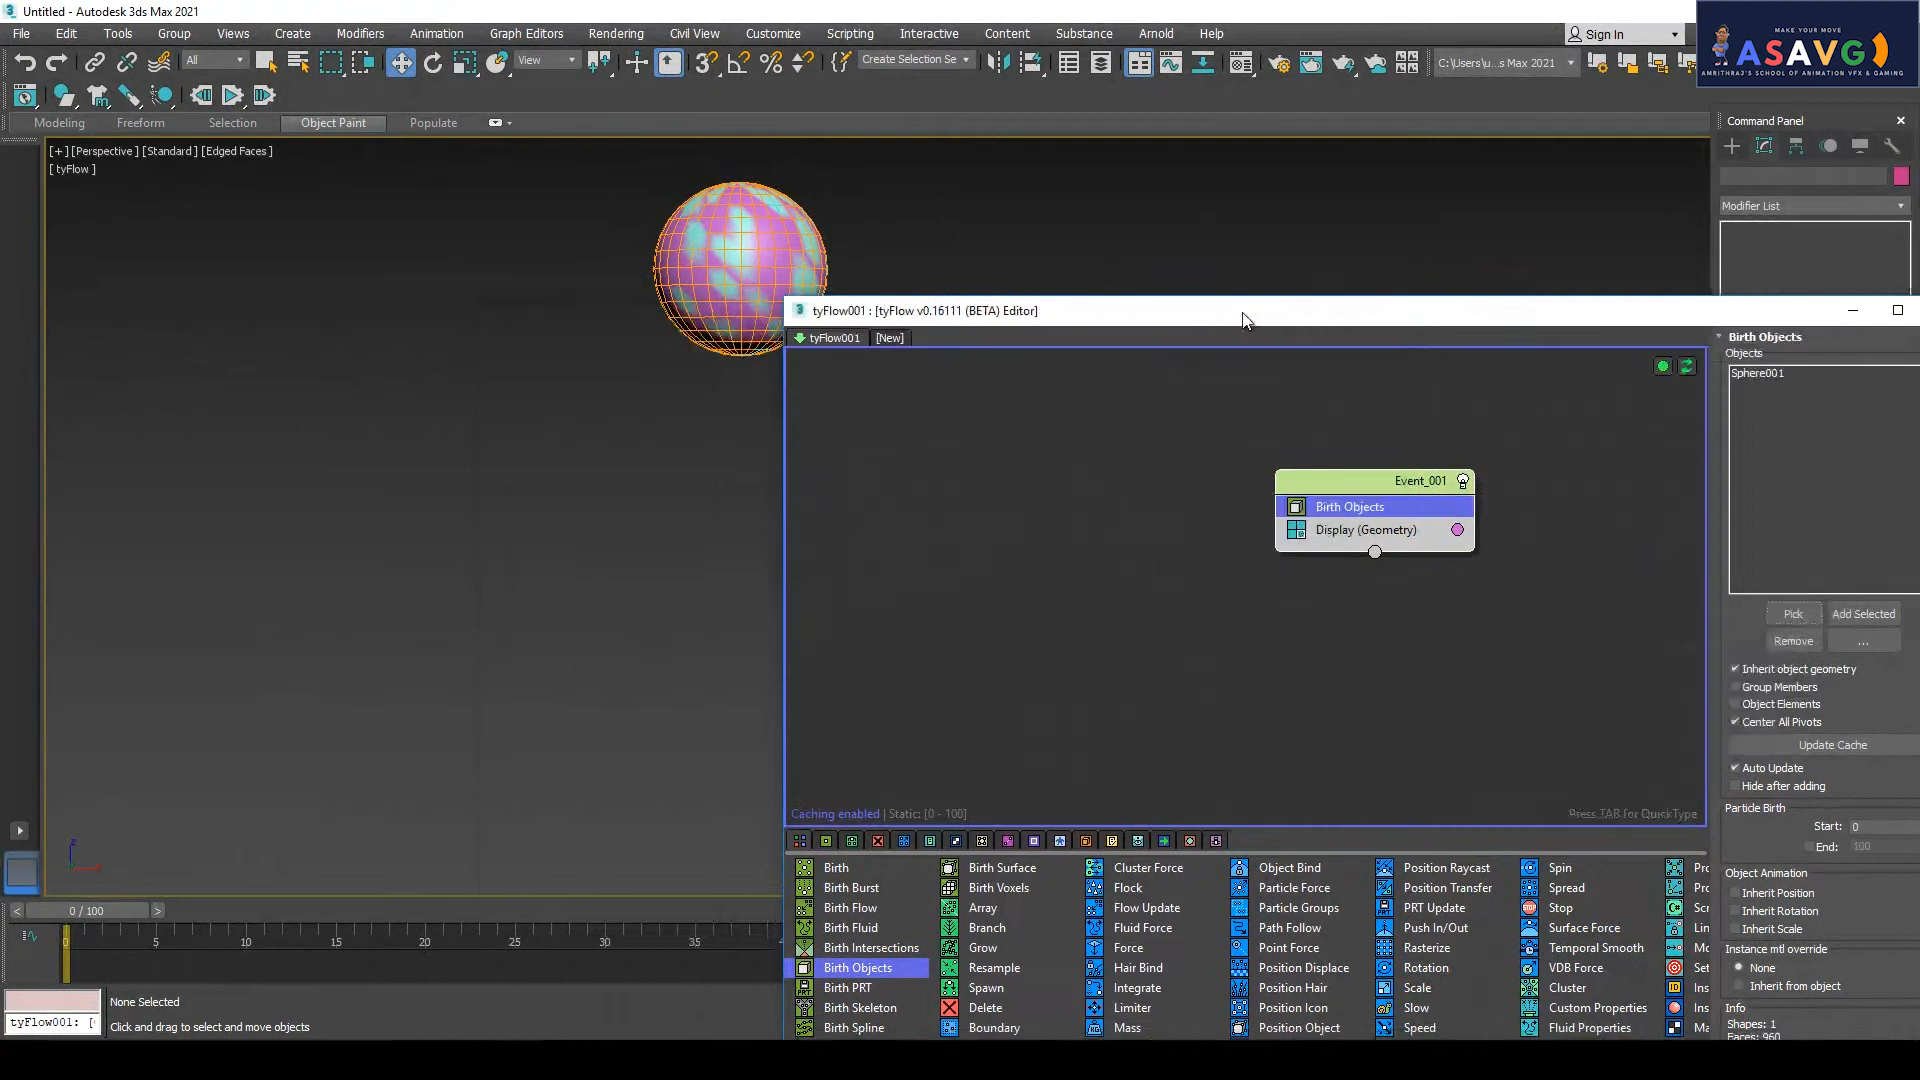 Untitled - Autodesk 3ds Max 2021
File Edit Tools Group Views Create Modifiers Animation Graph Editors Rendering Civil View Customize Scripting Interactive Content Substance Arnold Help
Sign In
MAKE YOUR MOVE
ASAVG
AMRITHRAJ'S SCHOOL OF ANIMATION VFX & GAMING
All View Create Selection Se C:\Users\u...s Max 2021
Modeling Freeform Selection Object Paint Populate
Command Panel
[+] [Perspective ] [Standard ] [Edged Faces ]
[ tyFlow ]
Modifier List
tyFlow001 : [tyFlow v0.16111 (BETA) Editor]
tyFlow001 [New]
Event_001
Birth Objects
Display (Geometry)
Caching enabled | Static: [0 - 100]
Press TAB for QuickType
Birth Objects
Objects
Sphere001
Pick Add Selected
Remove ...
Inherit object geometry
Group Members
Object Elements
Center All Pivots
Update Cache
Auto Update
Hide after adding
Particle Birth
Start: 0
End: 100
Object Animation
Inherit Position
Inherit Rotation
Inherit Scale
Instance mtl override
None
Inherit from object
Info
Shapes: 1
Faces: 960
Birth Birth Surface Cluster Force Object Bind Position Raycast Spin
Birth Burst Birth Voxels Flock Particle Force Position Transfer Spread
Birth Flow Array Flow Update Particle Groups PRT Update Stop
Birth Fluid Branch Fluid Force Path Follow Push In/Out Surface Force
Birth Intersections Grow Force Point Force Rasterize Temporal Smooth
Birth Objects Resample Hair Bind Position Displace Rotation VDB Force
Birth PRT Spawn Integrate Position Hair Scale Cluster
Birth Skeleton Delete Limiter Position Icon Slow Custom Properties
Birth Spline Boundary Mass Position Object Speed Fluid Properties
< 0 / 100 >
0 5 10 15 20 25 30 35
None Selected
tyFlow001: [
Click and drag to select and move objects